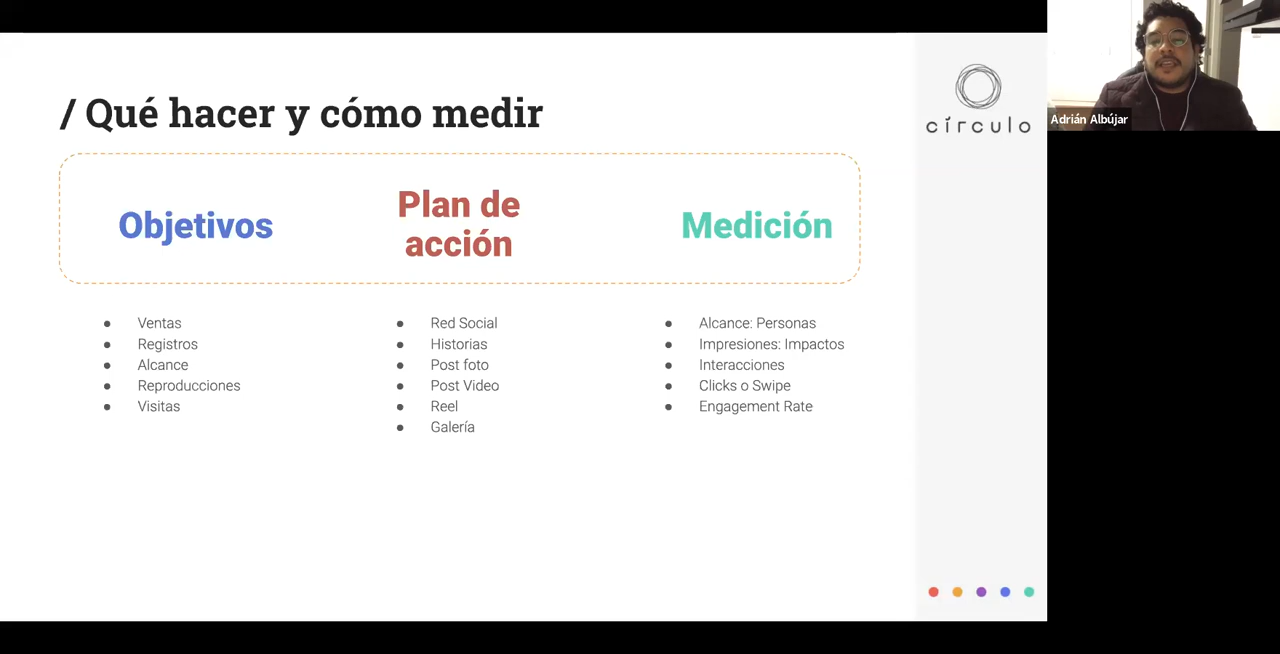 / Qué hacer y cómo medir
círculo
Adrián Albújar
Objetivos
Plan de
acción
Medición
● Ventas
● Registros
● Alcance
● Reproducciones
● Visitas
● Red Social
● Historias
● Post foto
● Post Video
● Reel
● Galería
● Alcance: Personas
● Impresiones: Impactos
● Interacciones
● Clicks o Swipe
● Engagement Rate